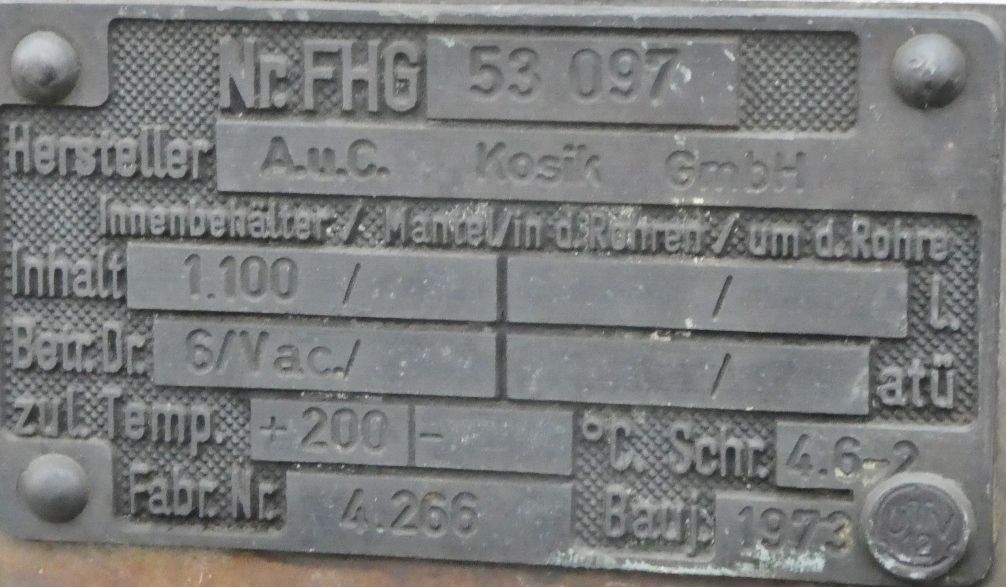 Nr. FHG 53 097
Hersteller A.u.C. Kosik GmbH
Innenbehälter / Mantel/in d.Rohren / um d.Rohre
Inhalt 1.100 / / l.
Betr.Dr. 6/Vac./ / atü
zul. Temp. +200 - °C. Schr. 4.6-2
Fabr.Nr. 4.266 Bauj. 1973